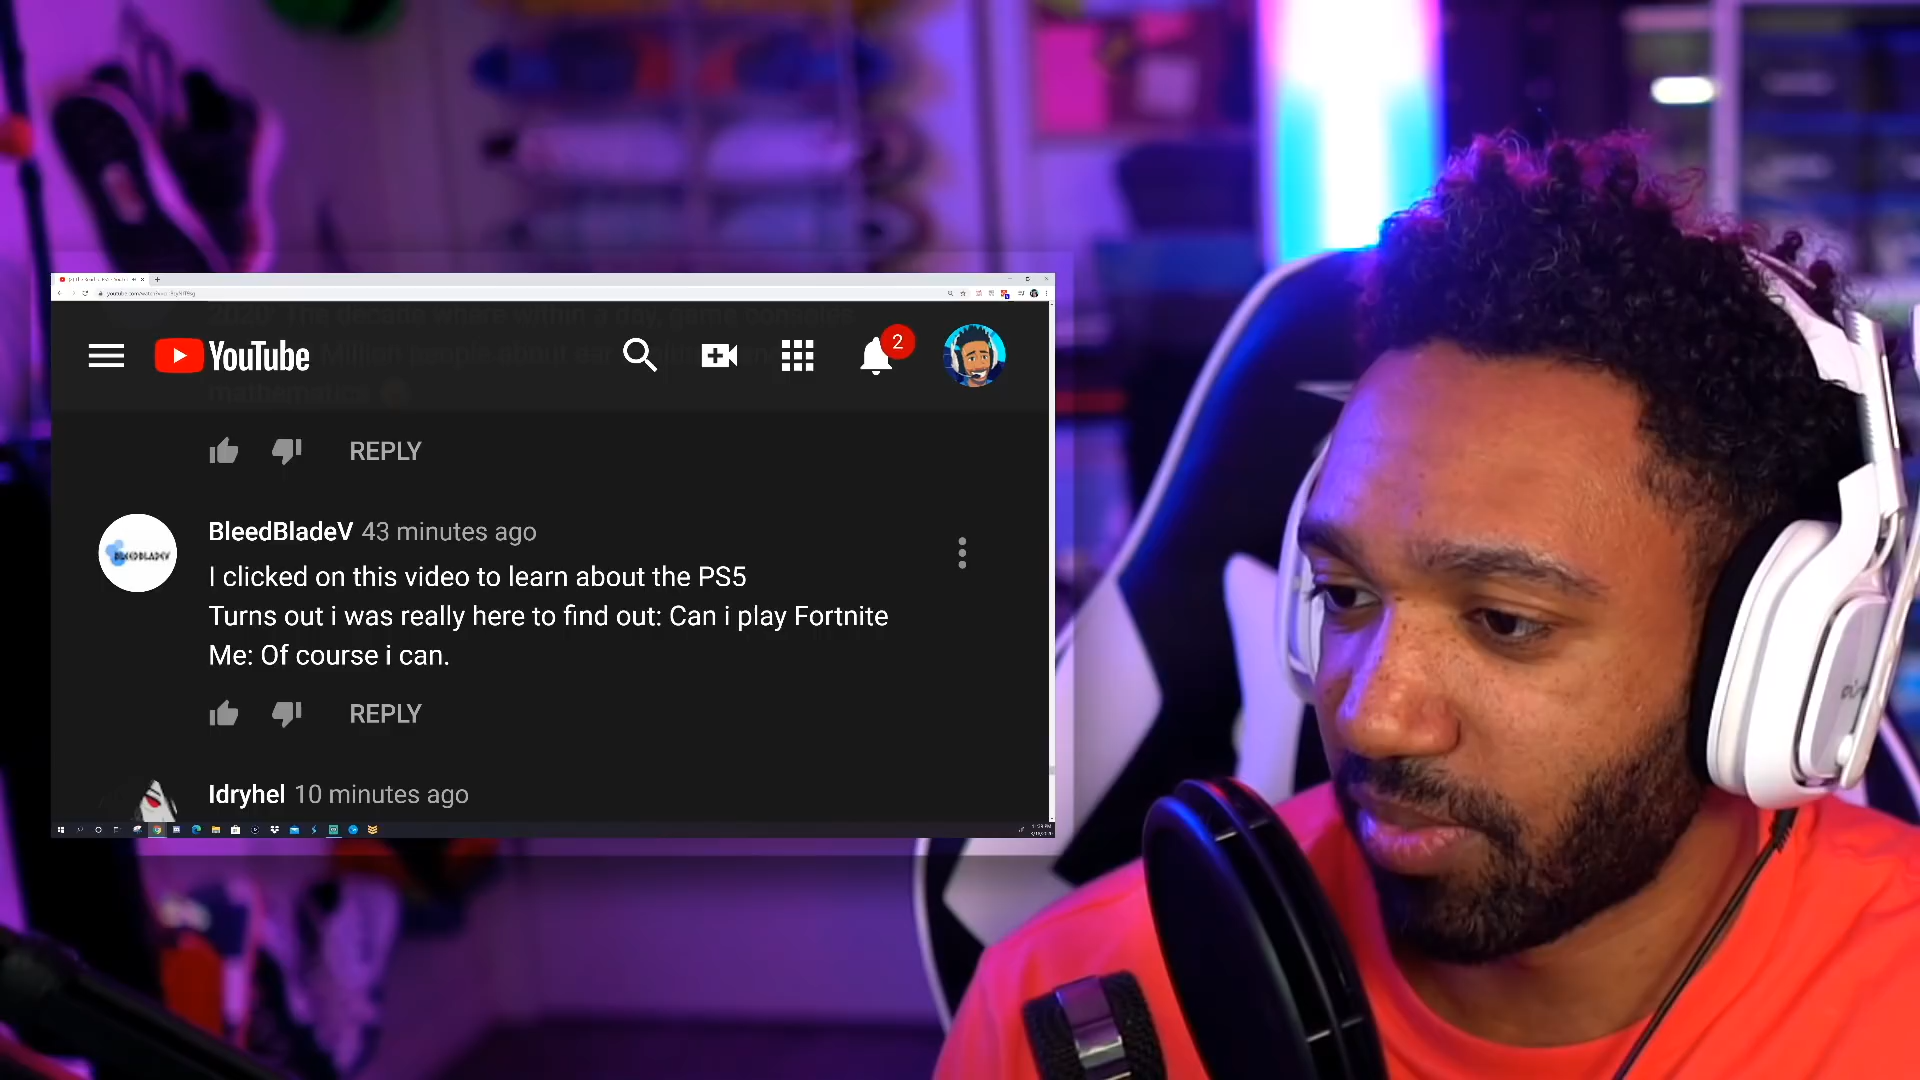 YouTube
2
REPLY
BleedBladeV 43 minutes ago
BLEEDBLADEV
I clicked on this video to learn about the PS5
Turns out i was really here to find out: Can i play Fortnite
Me: Of course i can.
REPLY
Idryhel 10 minutes ago